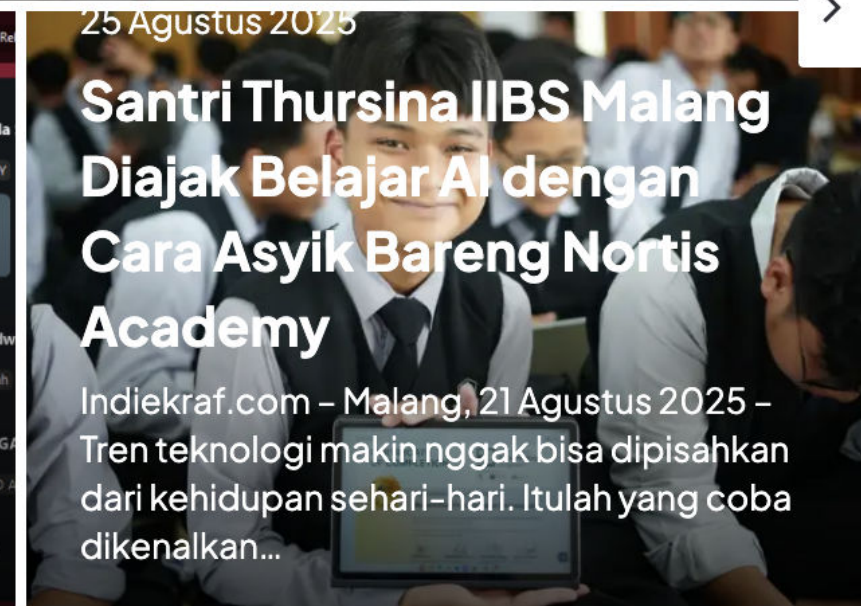 25 Agustus 2025
Santri Thursina IIBS Malang
Diajak Belajar AI dengan
Cara Asyik Bareng Nortis
Academy
Indiekraf.com – Malang, 21 Agustus 2025 –
Tren teknologi makin nggak bisa dipisahkan
dari kehidupan sehari-hari. Itulah yang coba
dikenalkan...